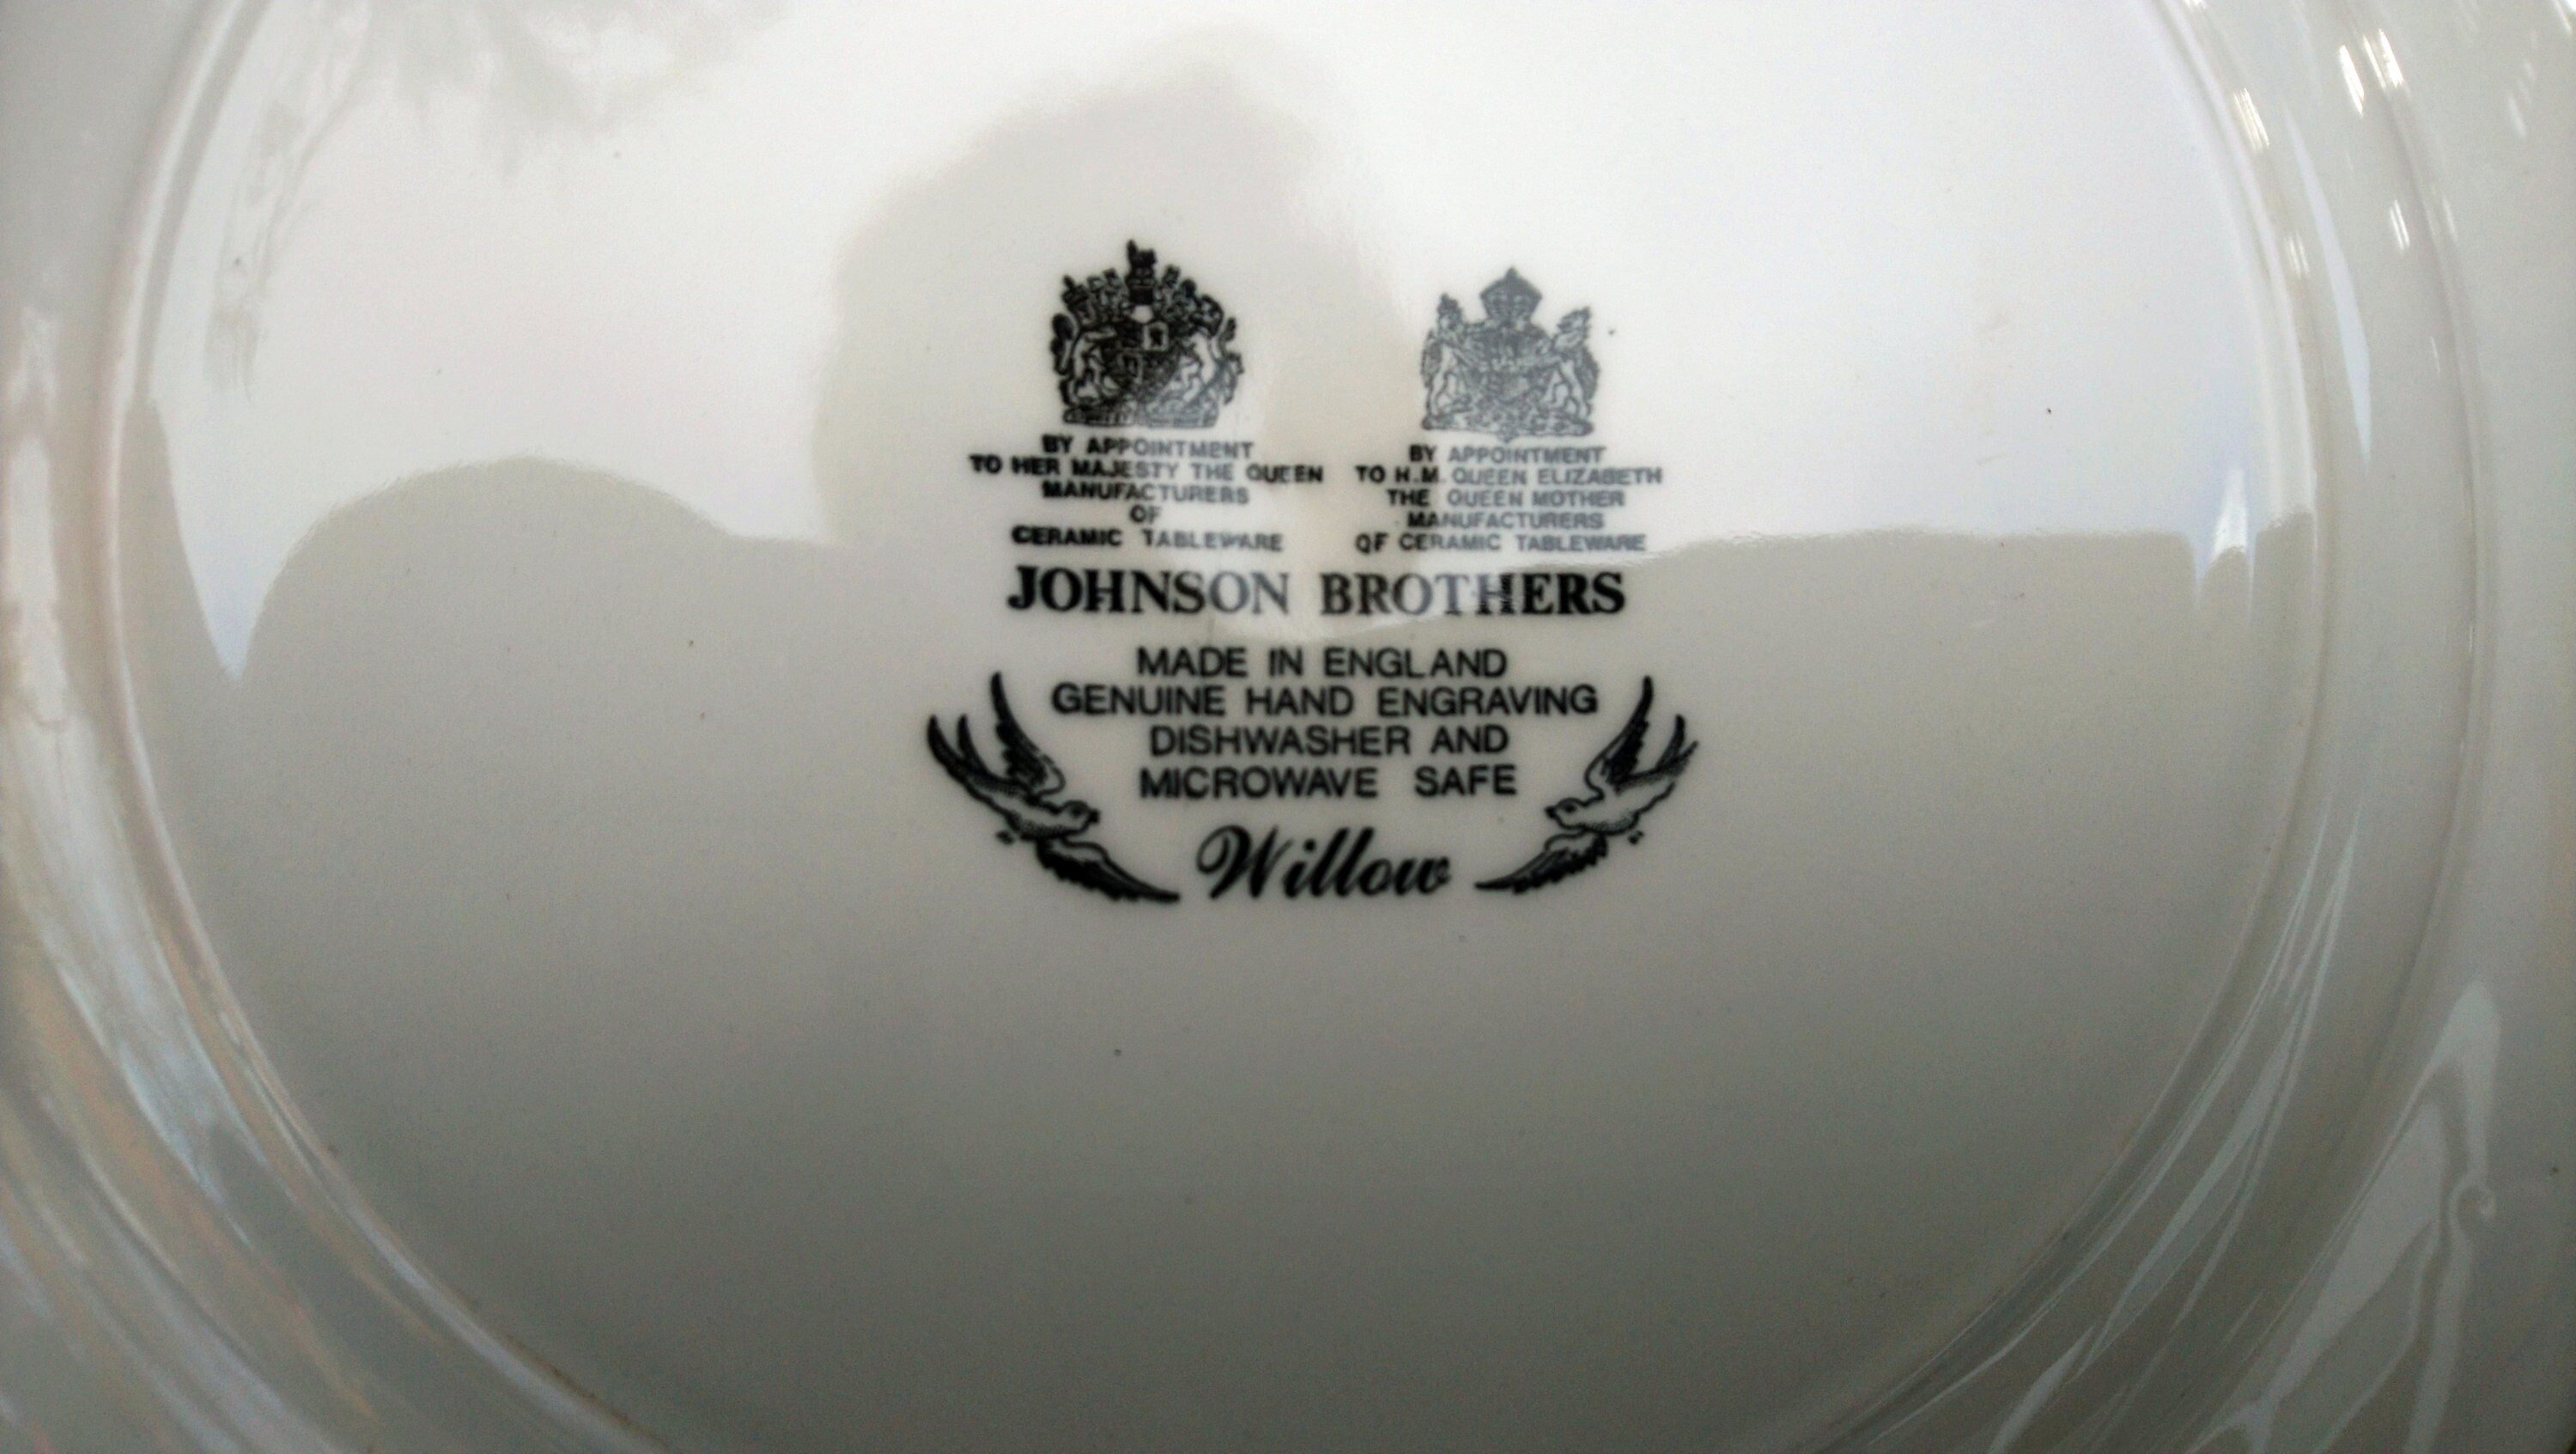 BY APPOINTMENT
TO HER MAJESTY THE QUEEN
MANUFACTURERS
OF
CERAMIC TABLEWARE
BY APPOINTMENT
TO H.M. QUEEN ELIZABETH
THE QUEEN MOTHER
MANUFACTURERS
OF CERAMIC TABLEWARE
JOHNSON BROTHERS
MADE IN ENGLAND
GENUINE HAND ENGRAVING
DISHWASHER AND
MICROWAVE SAFE
Willow